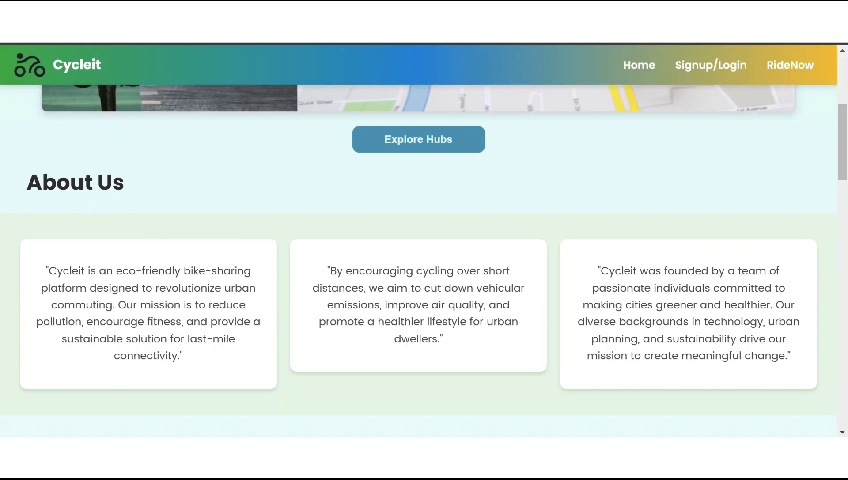 Cycleit
Home Signup/Login RideNow
Explore Hubs
About Us
"Cycleit is an eco-friendly bike-sharing
platform designed to revolutionize urban
commuting. Our mission is to reduce
pollution, encourage fitness, and provide a
sustainable solution for last-mile
connectivity."
"By encouraging cycling over short
distances, we aim to cut down vehicular
emissions, improve air quality, and
promote a healthier lifestyle for urban
dwellers."
"Cycleit was founded by a team of
passionate individuals committed to
making cities greener and healthier. Our
diverse backgrounds in technology, urban
planning, and sustainability drive our
mission to create meaningful change."